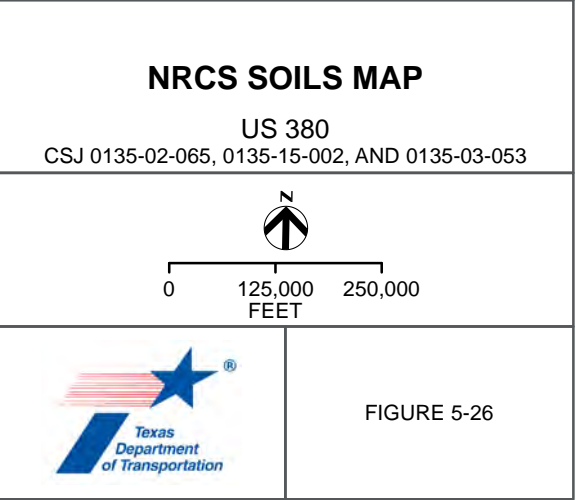 NRCS SOILS MAP
US 380
CSJ 0135-02-065, 0135-15-002, AND 0135-03-053
N
0 125,000 250,000
FEET
®
Texas
Department
of Transportation
FIGURE 5-26